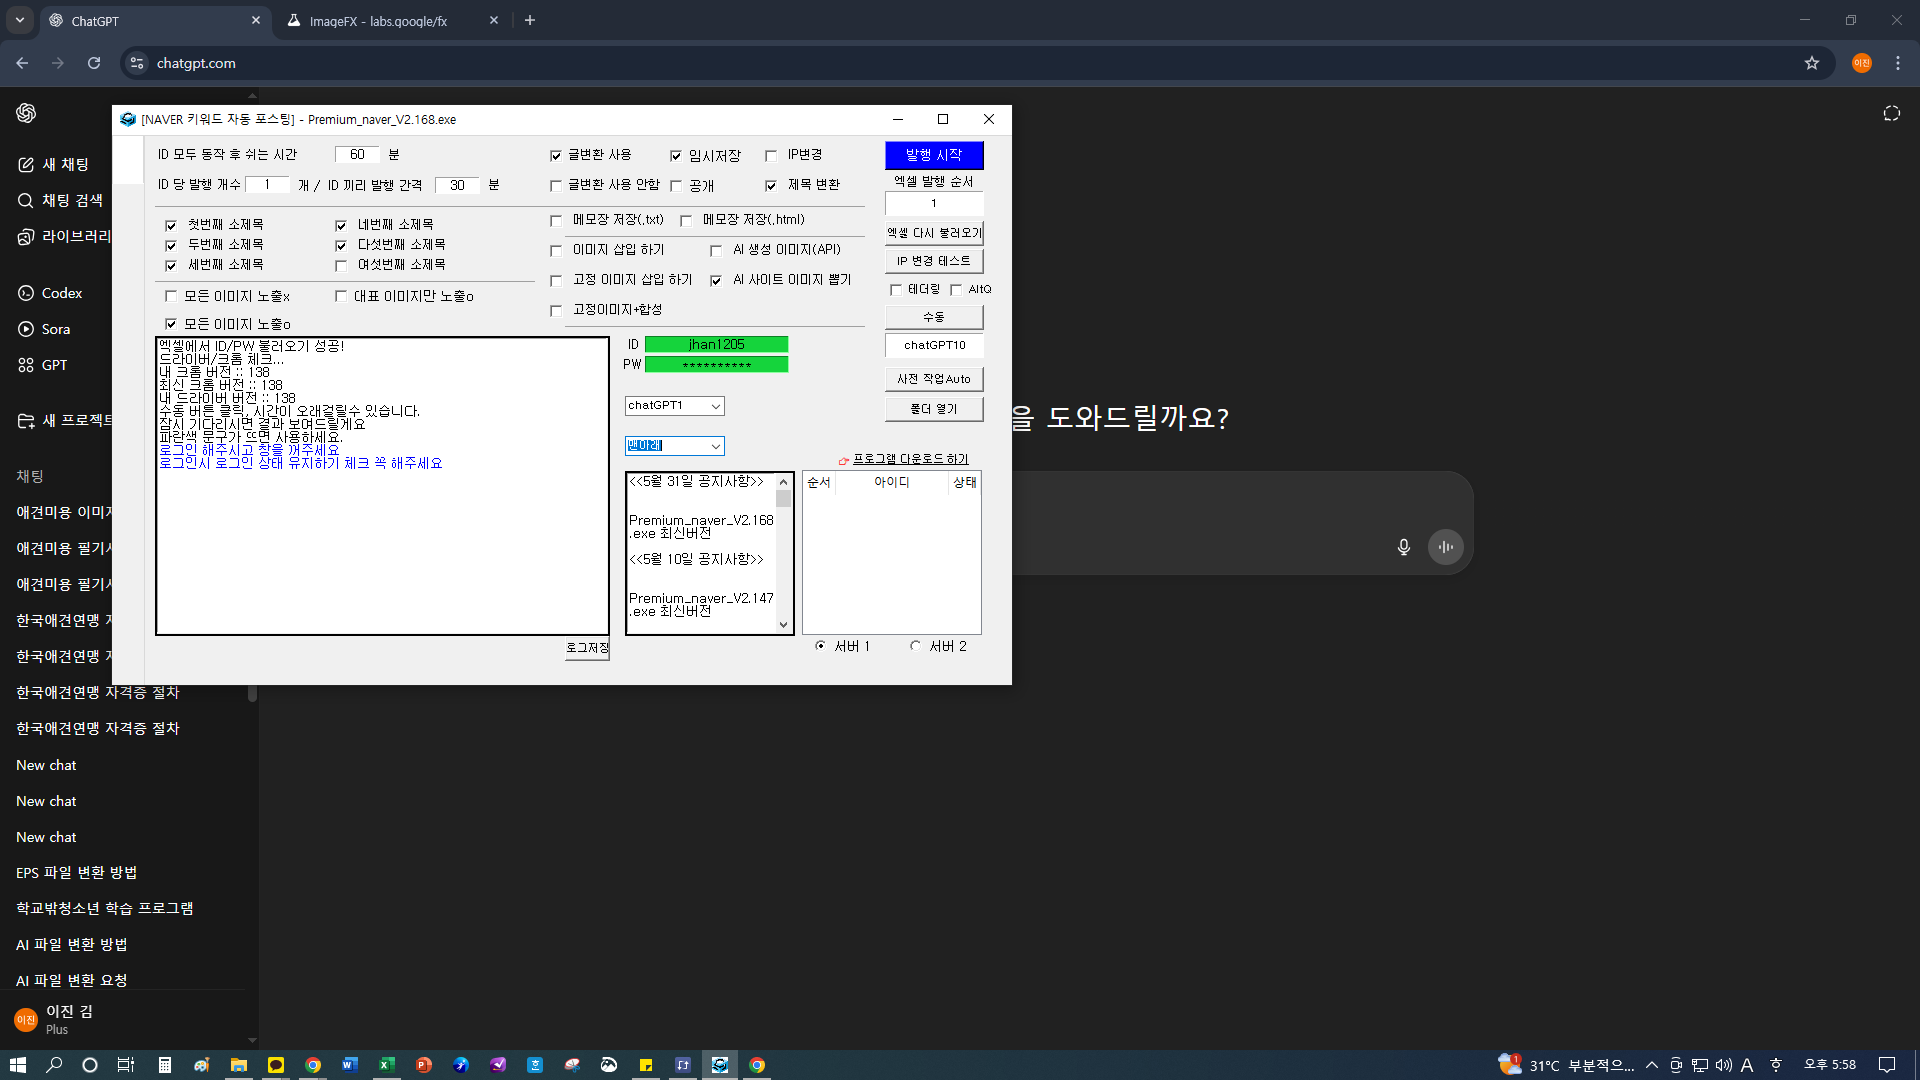 ChatGPT
ImageFX - labs.google/fx
chatgpt.com
이진
새 채팅
채팅 검색
라이브러리
Codex
Sora
GPT
새 프로젝트
채팅
애견미용 이미지
애견미용 필기시
애견미용 필기시
한국애견연맹 자
한국애견연맹 자
한국애견연맹 자격증 절차
한국애견연맹 자격증 절차
New chat
New chat
New chat
EPS 파일 변환 방법
학교밖청소년 학습 프로그램
AI 파일 변환 방법
AI 파일 변환 요청
이진
이진 김
Plus
을 도와드릴까요?
[NAVER 키워드 자동 포스팅] - Premium_naver_V2.168.exe
ID 모두 동작 후 쉬는 시간 60 분
ID 당 발행 개수 1 개 / ID 끼리 발행 간격 30 분
글변환 사용 임시저장 IP변경
글변환 사용 안함 공개 제목 변환
첫번째 소제목 네번째 소제목
두번째 소제목 다섯번째 소제목
세번째 소제목 여섯번째 소제목
모든 이미지 노출x 대표 이미지만 노출o
모든 이미지 노출o
메모장 저장(.txt) 메모장 저장(.html)
이미지 삽입 하기 AI 생성 이미지(API)
고정 이미지 삽입 하기 AI 사이트 이미지 뽑기
고정이미지+합성
발행 시작
엑셀 발행 순서
1
엑셀 다시 불러오기
IP 변경 테스트
테더링 AltQ
수동
chatGPT10
사전 작업Auto
폴더 열기
엑셀에서 ID/PW 불러오기 성공!
드라이버/크롬 체크...
내 크롬 버전 :: 138
최신 크롬 버전 :: 138
내 드라이버 버전 :: 138
수동 버튼 클릭, 시간이 오래걸릴수 있습니다.
잠시 기다리시면 결과 보여드릴게요
파란색 문구가 뜨면 사용하세요.
로그인 해주시고 창을 꺼주세요
로그인시 로그인 상태 유지하기 체크 꼭 해주세요
로그저장
ID jhan1205
PW **********
chatGPT1
맨아래
프로그램 다운로드 하기
<<5월 31일 공지사항>>
Premium_naver_V2.168
.exe 최신버전
<<5월 10일 공지사항>>
Premium_naver_V2.147
.exe 최신버전
순서 아이디 상태
서버 1 서버 2
1
31°C 부분적으...
A
오후 5:58